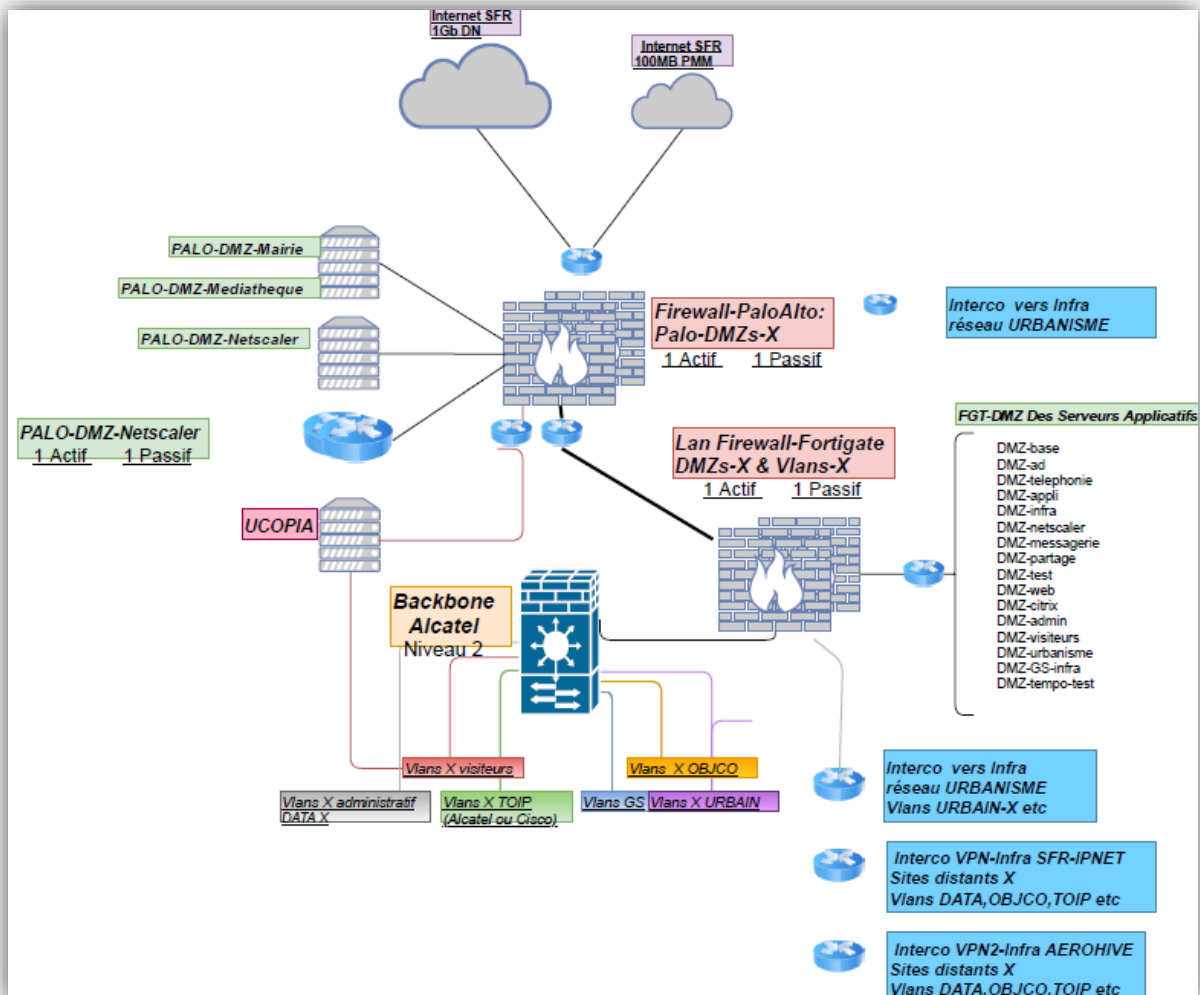 Internet SFR
1Gb DN
Internet SFR
100MB PMM
PALO-DMZ-Mairie
PALO-DMZ-Mediatheque
PALO-DMZ-Netscaler
Firewall-PaloAlto:
Palo-DMZs-X
1 Actif 1 Passif
Interco vers Infra
réseau URBANISME
PALO-DMZ-Netscaler
1 Actif 1 Passif
Lan Firewall-Fortigate
DMZs-X & Vlans-X
1 Actif 1 Passif
FGT-DMZ Des Serveurs Applicatifs
DMZ-base
DMZ-ad
DMZ-telephonie
DMZ-appli
DMZ-infra
DMZ-netscaler
DMZ-messagerie
DMZ-partage
DMZ-test
DMZ-web
DMZ-citrix
DMZ-admin
DMZ-visiteurs
DMZ-urbanisme
DMZ-GS-infra
DMZ-tempo-test
UCOPIA
Backbone
Alcatel
Niveau 2
Vlans X visiteurs
Vlans X OBJCO
Vlans X administratif
DATA X
Vlans X TOIP
(Alcatel ou Cisco)
Vlans GS
Vlans X URBAIN
Interco vers Infra
réseau URBANISME
Vlans URBAIN-X etc
Interco VPN-Infra SFR-IPNET
Sites distants X
Vlans DATA,OBJCO,TOIP etc
Interco VPN2-Infra AEROHIVE
Sites distants X
Vlans DATA,OBJCO,TOIP etc